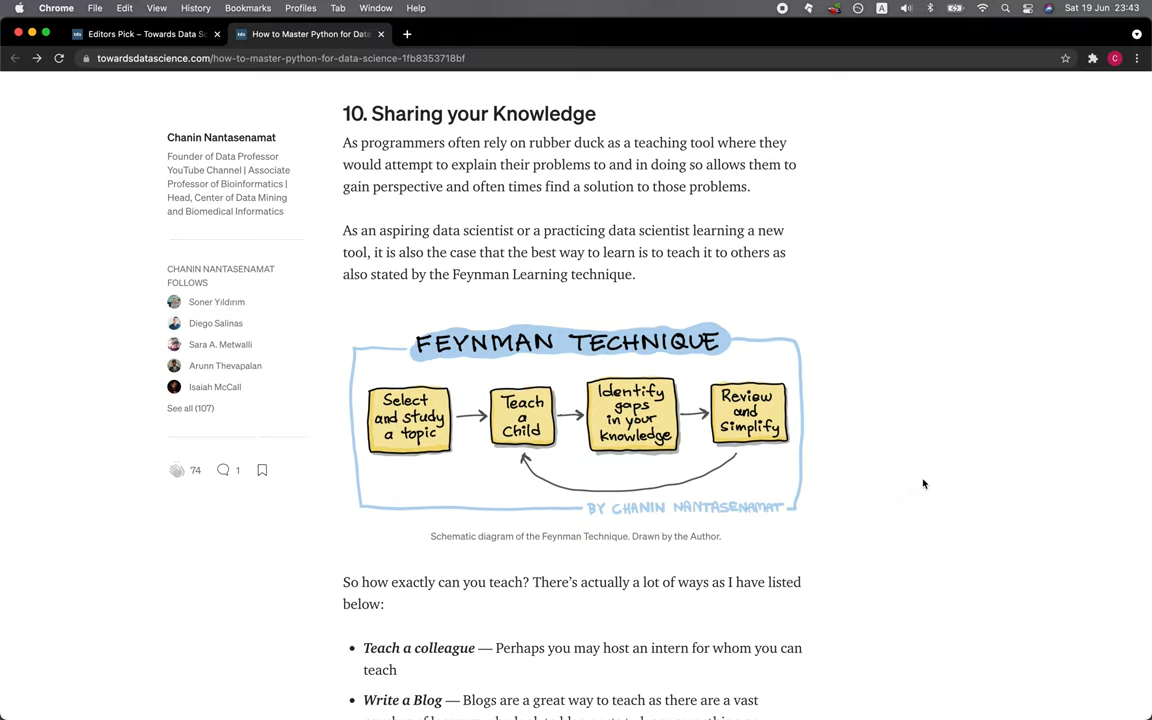 Chrome File Edit View History Bookmarks Profiles Tab Window Help
A
Sat 19 Jun 23:43
Editors Pick – Towards Data Sc
How to Master Python for Data
towardsdatascience.com/how-to-master-python-for-data-science-1fb8353718bf
C
Chanin Nantasenamat
Founder of Data Professor
YouTube Channel | Associate
Professor of Bioinformatics |
Head, Center of Data Mining
and Biomedical Informatics
CHANIN NANTASENAMAT
FOLLOWS
Soner Yıldırım
Diego Salinas
Sara A. Metwalli
Arunn Thevapalan
Isaiah McCall
See all (107)
74
1
10. Sharing your Knowledge
As programmers often rely on rubber duck as a teaching tool where they
would attempt to explain their problems to and in doing so allows them to
gain perspective and often times find a solution to those problems.
As an aspiring data scientist or a practicing data scientist learning a new
tool, it is also the case that the best way to learn is to teach it to others as
also stated by the Feynman Learning technique.
FEYNMAN TECHNIQUE
Select
and study
a topic
Teach
a
Child
Identify
gaps
in your
knowledge
Review
and
Simplify
BY CHANIN NANTASENAMAT
Schematic diagram of the Feynman Technique. Drawn by the Author.
So how exactly can you teach? There's actually a lot of ways as I have listed
below:
• Teach a colleague — Perhaps you may host an intern for whom you can
teach
• Write a Blog — Blogs are a great way to teach as there are a vast